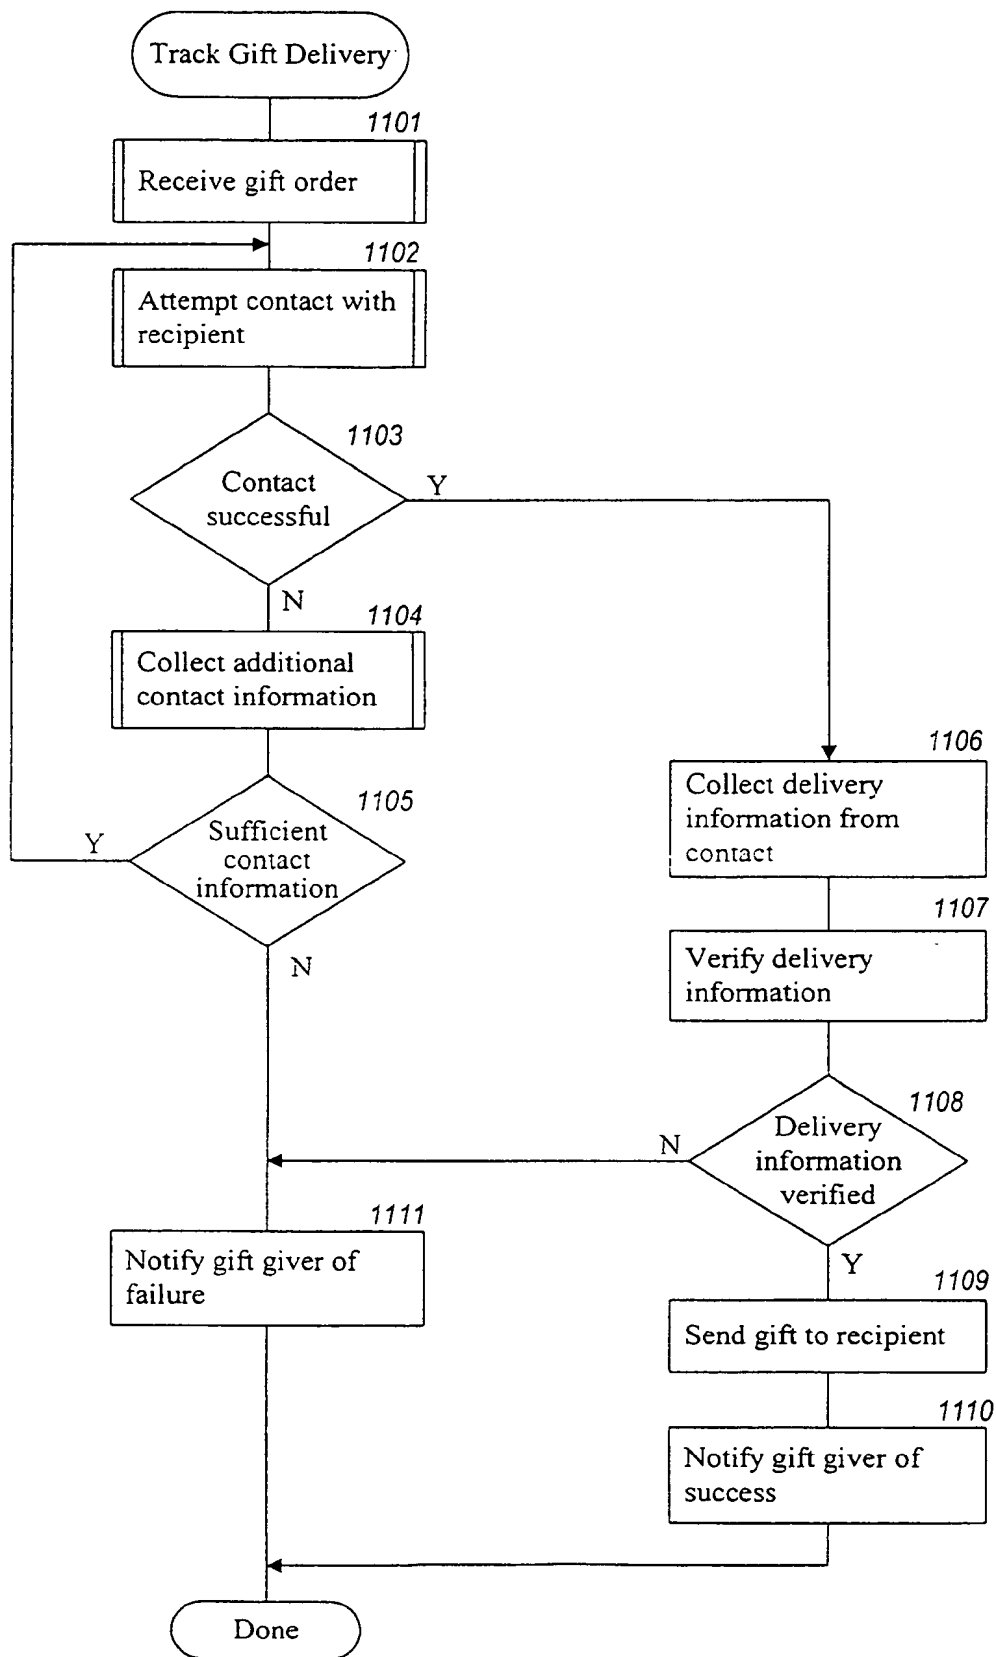 Track Gift Delivery
1101
Receive gift order
1102
Attempt contact with
recipient
1103
Contact
successful
Y
N
1104
Collect additional
contact information
1105
Sufficient
contact
information
Y
N
1106
Collect delivery
information from
contact
1107
Verify delivery
information
1108
Delivery
information
verified
N
Y
1109
Send gift to recipient
1110
Notify gift giver of
success
1111
Notify gift giver of
failure
Done